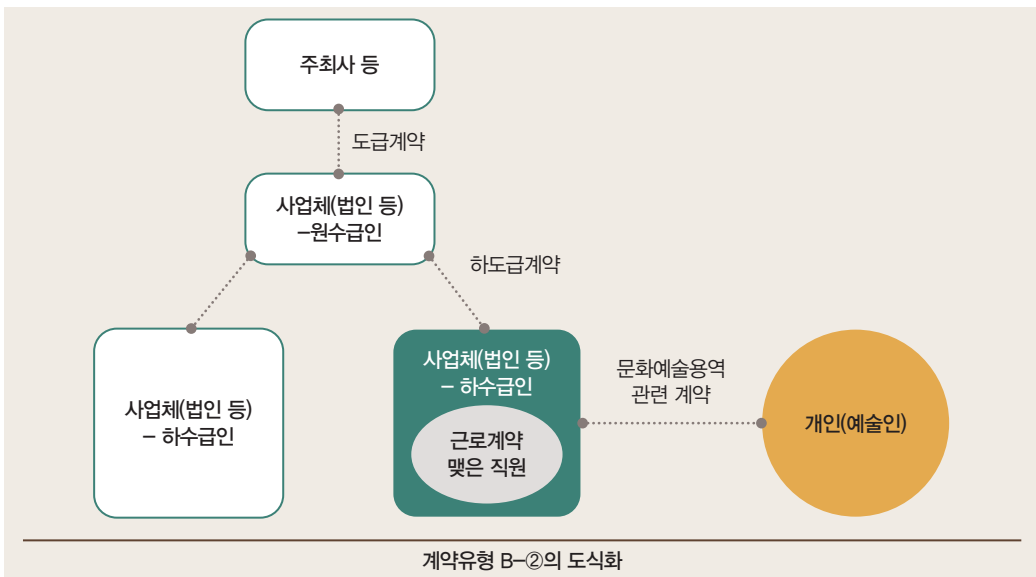 주최사 등
도급계약
사업체(법인 등)
–원수급인
하도급계약
사업체(법인 등)
– 하수급인
사업체(법인 등)
– 하수급인
근로계약
맺은 직원
문화예술용역
관련 계약
개인(예술인)
계약유형 B–②의 도식화